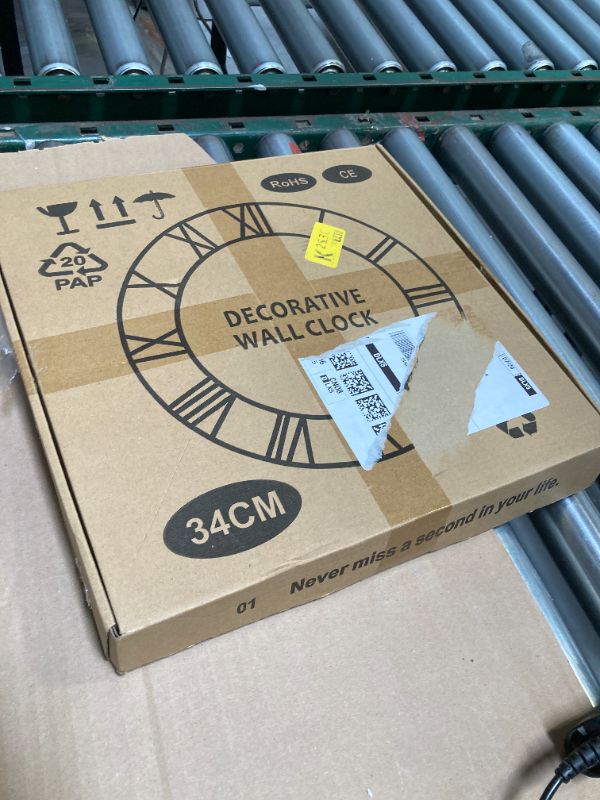 RoHS
CE
20
PAP
DECORATIVE
WALL CLOCK
34CM
01 Never miss a second in your life.